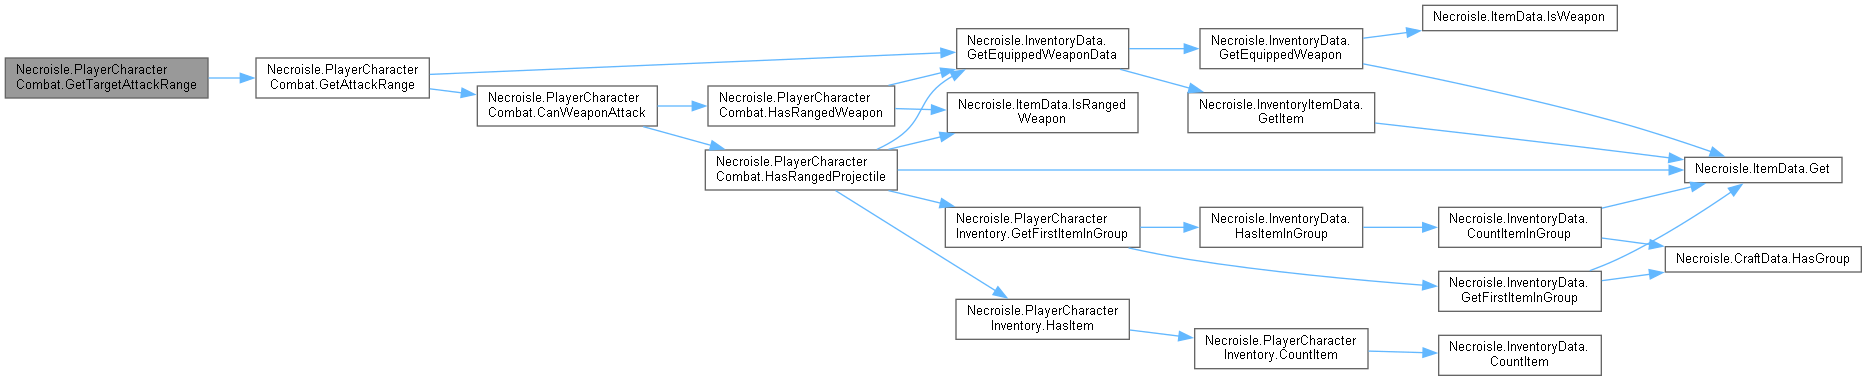 Necroisle.PlayerCharacter
Combat.GetTargetAttackRange
Necroisle.PlayerCharacter
Combat.GetAttackRange
Necroisle.PlayerCharacter
Combat.CanWeaponAttack
Necroisle.PlayerCharacter
Combat.HasRangedWeapon
Necroisle.PlayerCharacter
Combat.HasRangedProjectile
Necroisle.InventoryData.
GetEquippedWeaponData
Necroisle.ItemData.IsRanged
Weapon
Necroisle.PlayerCharacter
Inventory.GetFirstItemInGroup
Necroisle.PlayerCharacter
Inventory.HasItem
Necroisle.InventoryData.
GetEquippedWeapon
Necroisle.InventoryItemData.
GetItem
Necroisle.InventoryData.
HasItemInGroup
Necroisle.PlayerCharacter
Inventory.CountItem
Necroisle.InventoryData.
CountItemInGroup
Necroisle.InventoryData.
GetFirstItemInGroup
Necroisle.InventoryData.
CountItem
Necroisle.ItemData.IsWeapon
Necroisle.ItemData.Get
Necroisle.CraftData.HasGroup